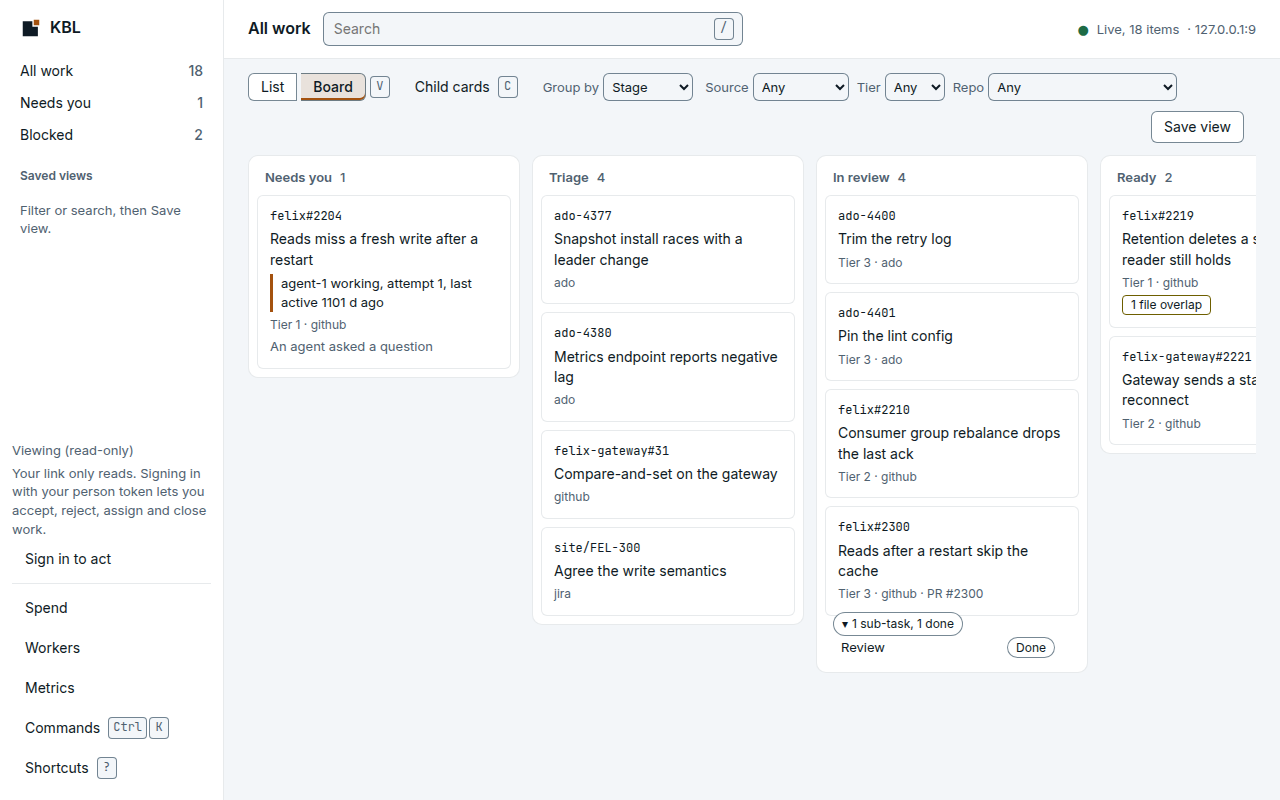 KBL
All work 18
Needs you 1
Blocked 2
Saved views
Filter or search, then Save
view.
Viewing (read-only)
Your link only reads. Signing in
with your person token lets you
accept, reject, assign and close
work.
Sign in to act
Spend
Workers
Metrics
Commands Ctrl K
Shortcuts ?
All work Search / Live, 18 items · 127.0.0.1:9
List Board V Child cards C Group by Stage Source Any Tier Any Repo Any
Save view
Needs you 1
felix#2204
Reads miss a fresh write after a
restart
agent-1 working, attempt 1, last
active 1101 d ago
Tier 1 · github
An agent asked a question
Triage 4
ado-4377
Snapshot install races with a
leader change
ado
ado-4380
Metrics endpoint reports negative
lag
ado
felix-gateway#31
Compare-and-set on the gateway
github
site/FEL-300
Agree the write semantics
jira
In review 4
ado-4400
Trim the retry log
Tier 3 · ado
ado-4401
Pin the lint config
Tier 3 · ado
felix#2210
Consumer group rebalance drops
the last ack
Tier 2 · github
felix#2300
Reads after a restart skip the
cache
Tier 3 · github · PR #2300
▾ 1 sub-task, 1 done
Review Done
Ready 2
felix#2219
Retention deletes a s
reader still holds
Tier 1 · github
1 file overlap
felix-gateway#2221
Gateway sends a sta
reconnect
Tier 2 · github